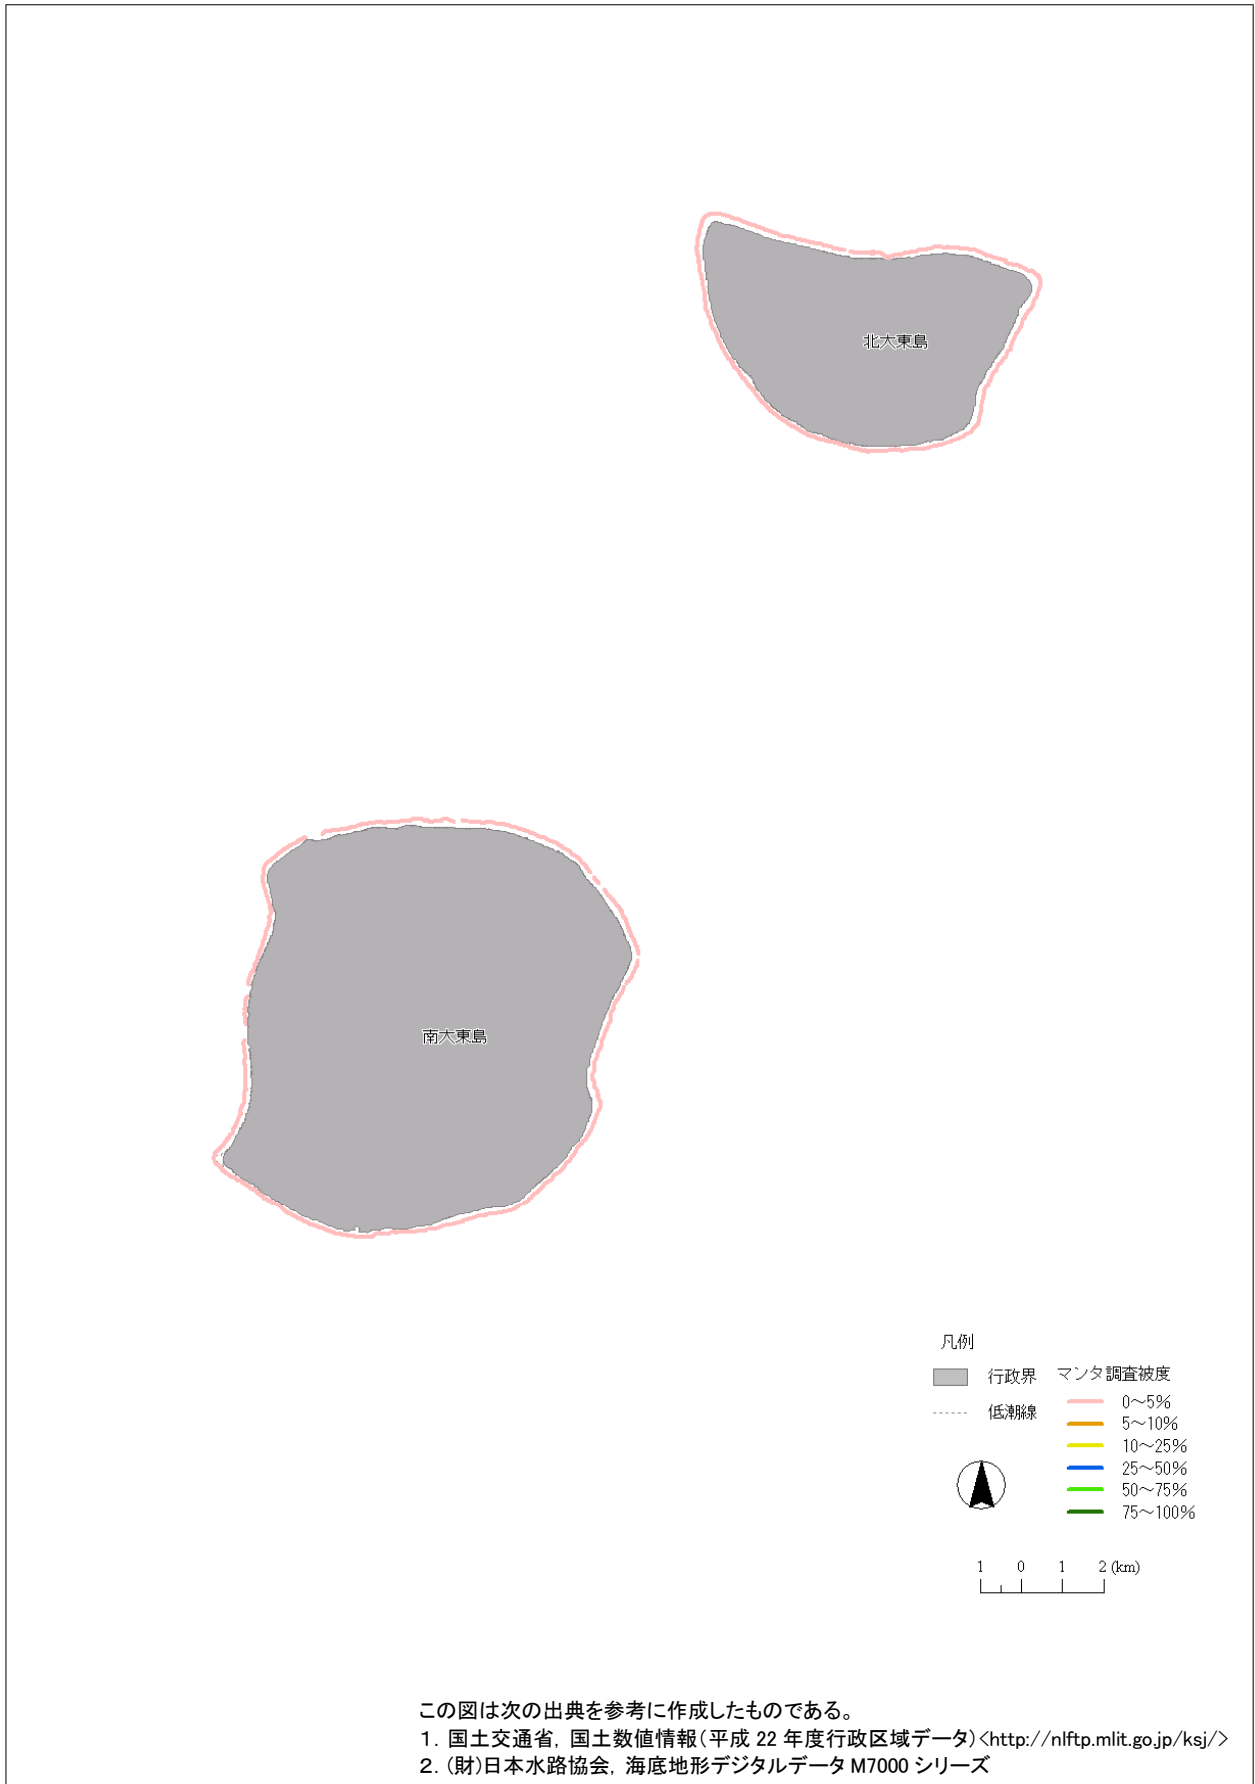 北大東島
南大東島
凡例
行政界
低潮線
マンタ調査被度
0～5%
5～10%
10～25%
25～50%
50～75%
75～100%
1 0 1 2 (km)
この図は次の出典を参考に作成したものである。
1. 国土交通省, 国土数値情報(平成 22 年度行政区域データ)<http://nlftp.mlit.go.jp/ksj/>
2. (財)日本水路協会, 海底地形デジタルデータ M7000 シリーズ